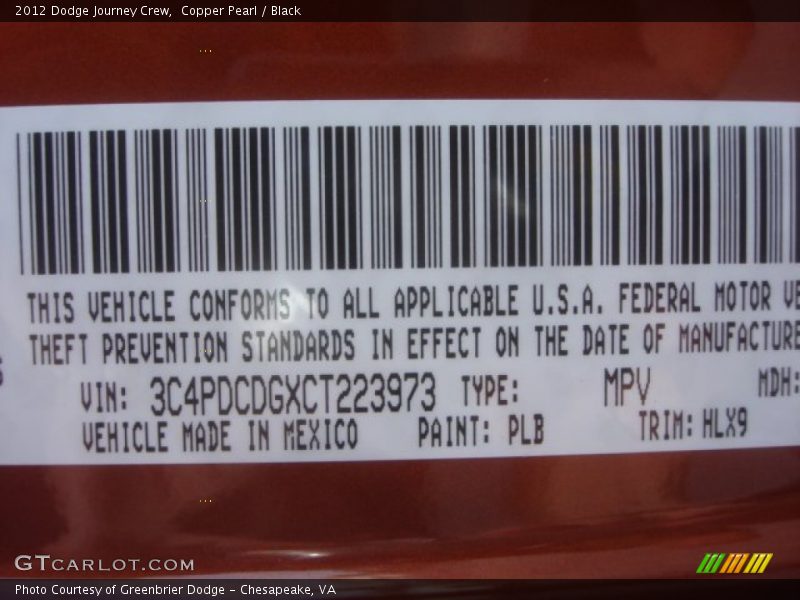 2012 Dodge Journey Crew,  Copper Pearl / Black
THIS VEHICLE CONFORMS TO ALL APPLICABLE U.S.A. FEDERAL MOTOR VE
THEFT PREVENTION STANDARDS IN EFFECT ON THE DATE OF MANUFACTURE
S
VIN: 3C4PDCDGXCT223973 TYPE: MPV MDH:
VEHICLE MADE IN MEXICO PAINT: PLB TRIM: HLX9
GTCARLOT.COM
Photo Courtesy of Greenbrier Dodge - Chesapeake, VA